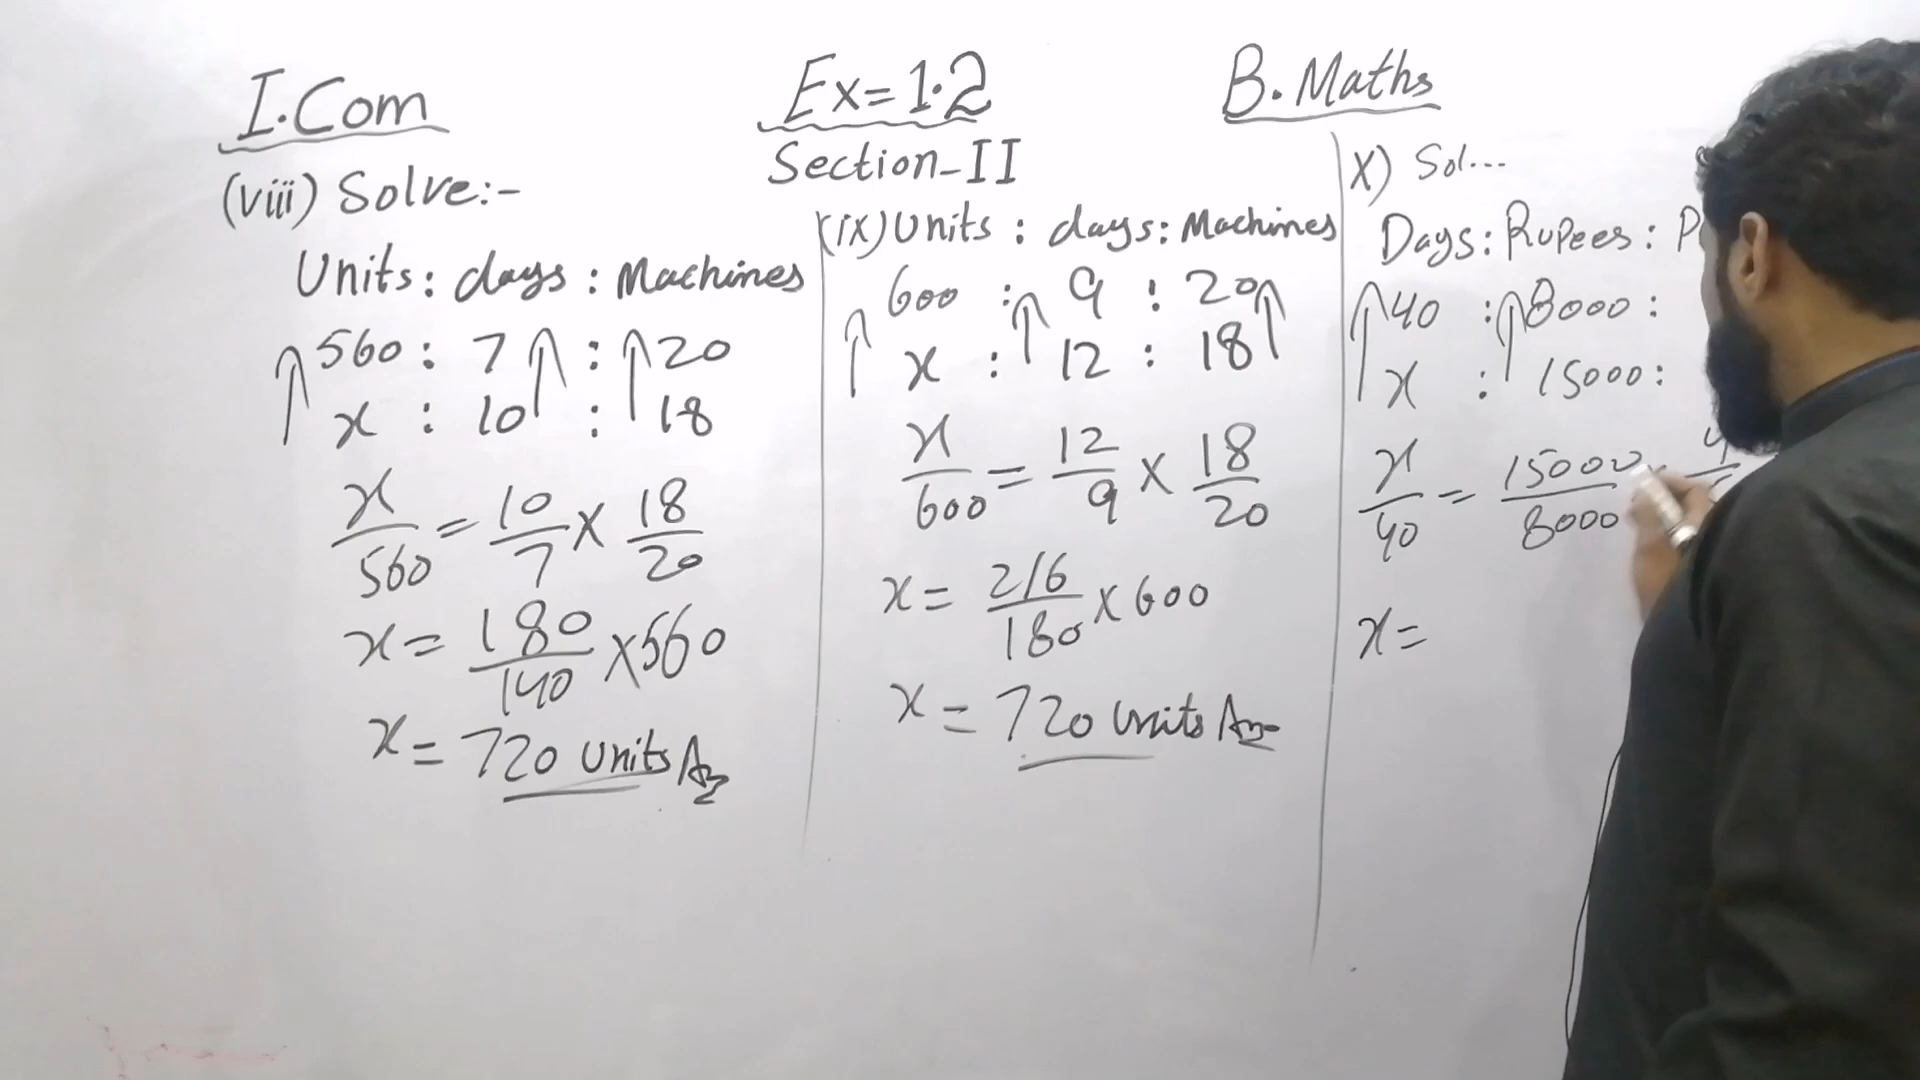 I.Com
Ex=1.2
B.Maths
Section-II
(viii) Solve:-
Units: days : Machines
560 : 7 : 20
x : 10 : 18
x/560 = 10/7 × 18/20
x = 180/140 × 560
x = 720 Units Ans
(ix) Units : days: Machines
600 : 9 : 20
x : 12 : 18
x/600 = 12/9 × 18/20
x = 216/180 × 600
x = 720 Units Ans
X) Sol...
Days: Rupees: P
40 : 8000 :
x : 15000:
x/40 = 15000/8000
x =